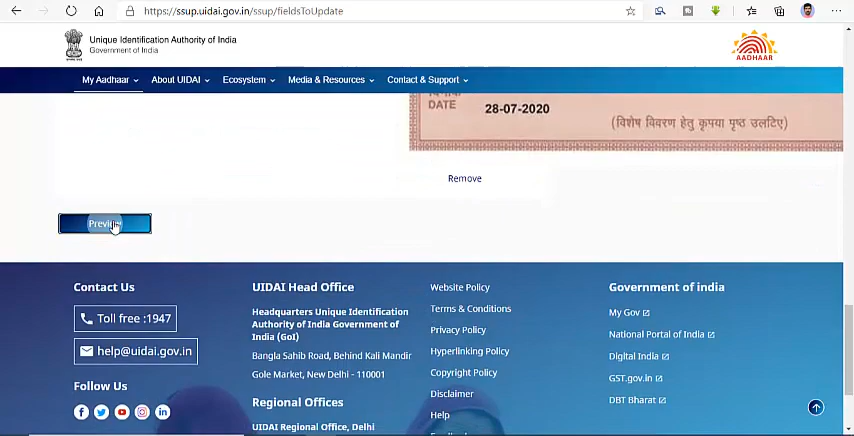 https://ssup.uidai.gov.in/ssup/fieldsToUpdate
Unique Identification Authority of India
Government of India
AADHAAR
My Aadhaar
About UIDAI
Ecosystem
Media & Resources
Contact & Support
DATE
28-07-2020
(विशेष विवरण हेतु कृपया पृष्ठ उलटिए)
Remove
Preview
Contact Us
Toll free :1947
help@uidai.gov.in
Follow Us
UIDAI Head Office
Headquarters Unique Identification
Authority of India Government of
India (GoI)
Bangla Sahib Road, Behind Kali Mandir
Gole Market, New Delhi - 110001
Regional Offices
UIDAI Regional Office, Delhi
Website Policy
Terms & Conditions
Privacy Policy
Hyperlinking Policy
Copyright Policy
Disclaimer
Help
Government of india
My Gov
National Portal of India
Digital India
GST.gov.in
DBT Bharat